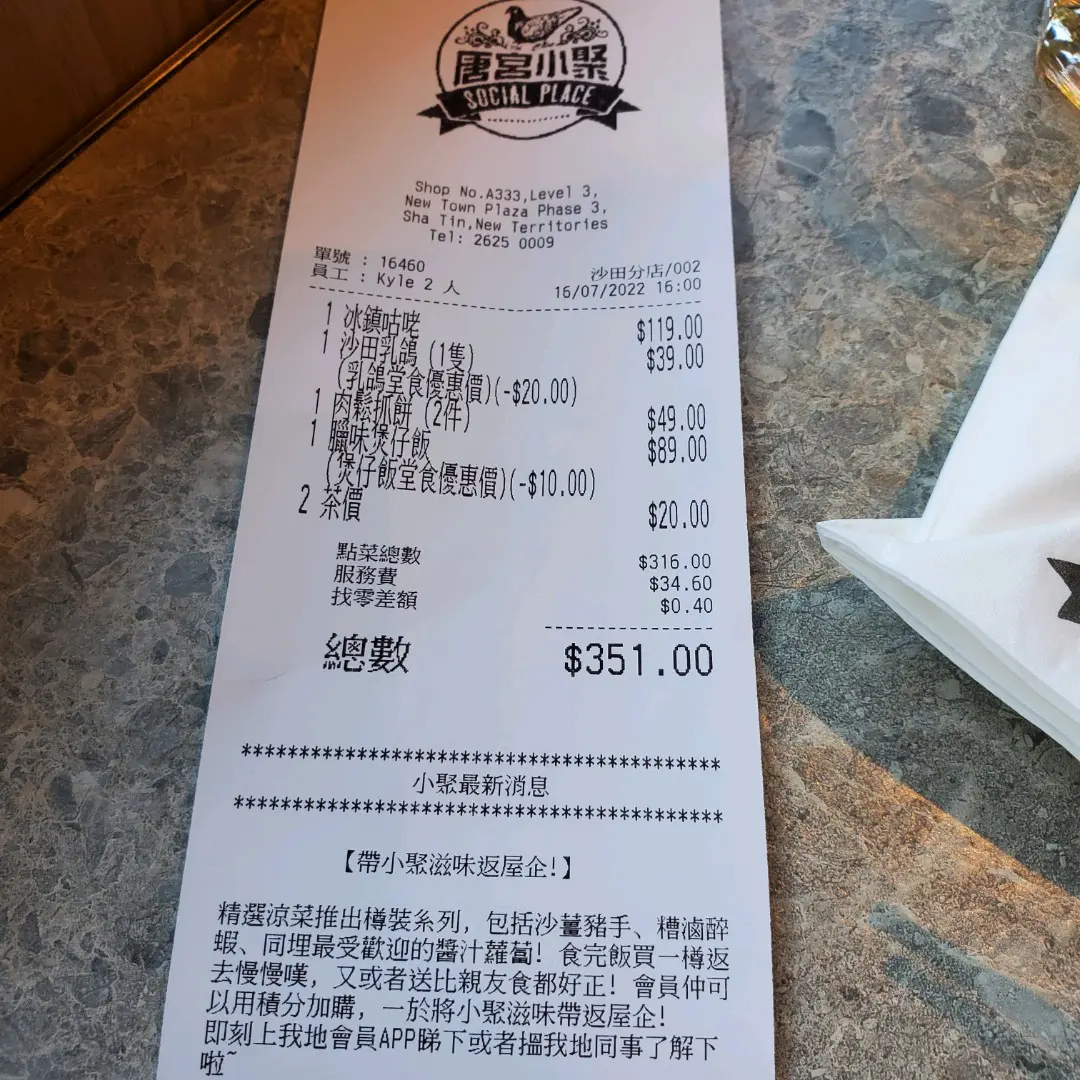 唐宮小聚
SOCIAL PLACE
Shop No.A333,Level 3,
New Town Plaza Phase 3,
Sha Tin,New Territories
Tel: 2625 0009
單號 : 16460 沙田分店/002
員工 : Kyle 2 人 16/07/2022 16:00
1 冰鎮咕咾 $119.00
1 沙田乳鴿 (1隻) $39.00
(乳鴿堂食優惠價)(-$20.00)
1 肉鬆抓餅 (2件) $49.00
1 臘味煲仔飯 $89.00
(煲仔飯堂食優惠價)(-$10.00)
2 茶價 $20.00
點菜總數 $316.00
服務費 $34.60
找零差額 $0.40
總數 $351.00
****************************************
小聚最新消息
****************************************
【帶小聚滋味返屋企!】
精選涼菜推出樽裝系列，包括沙薑豬手、糟滷醉
蝦、同埋最受歡迎的醬汁蘿蔔! 食完飯買一樽返
去慢慢嘆，又或者送比親友食都好正! 會員仲可
以用積分加購，一於將小聚滋味帶返屋企!
即刻上我地會員APP睇下或者搵我地同事了解下
啦~